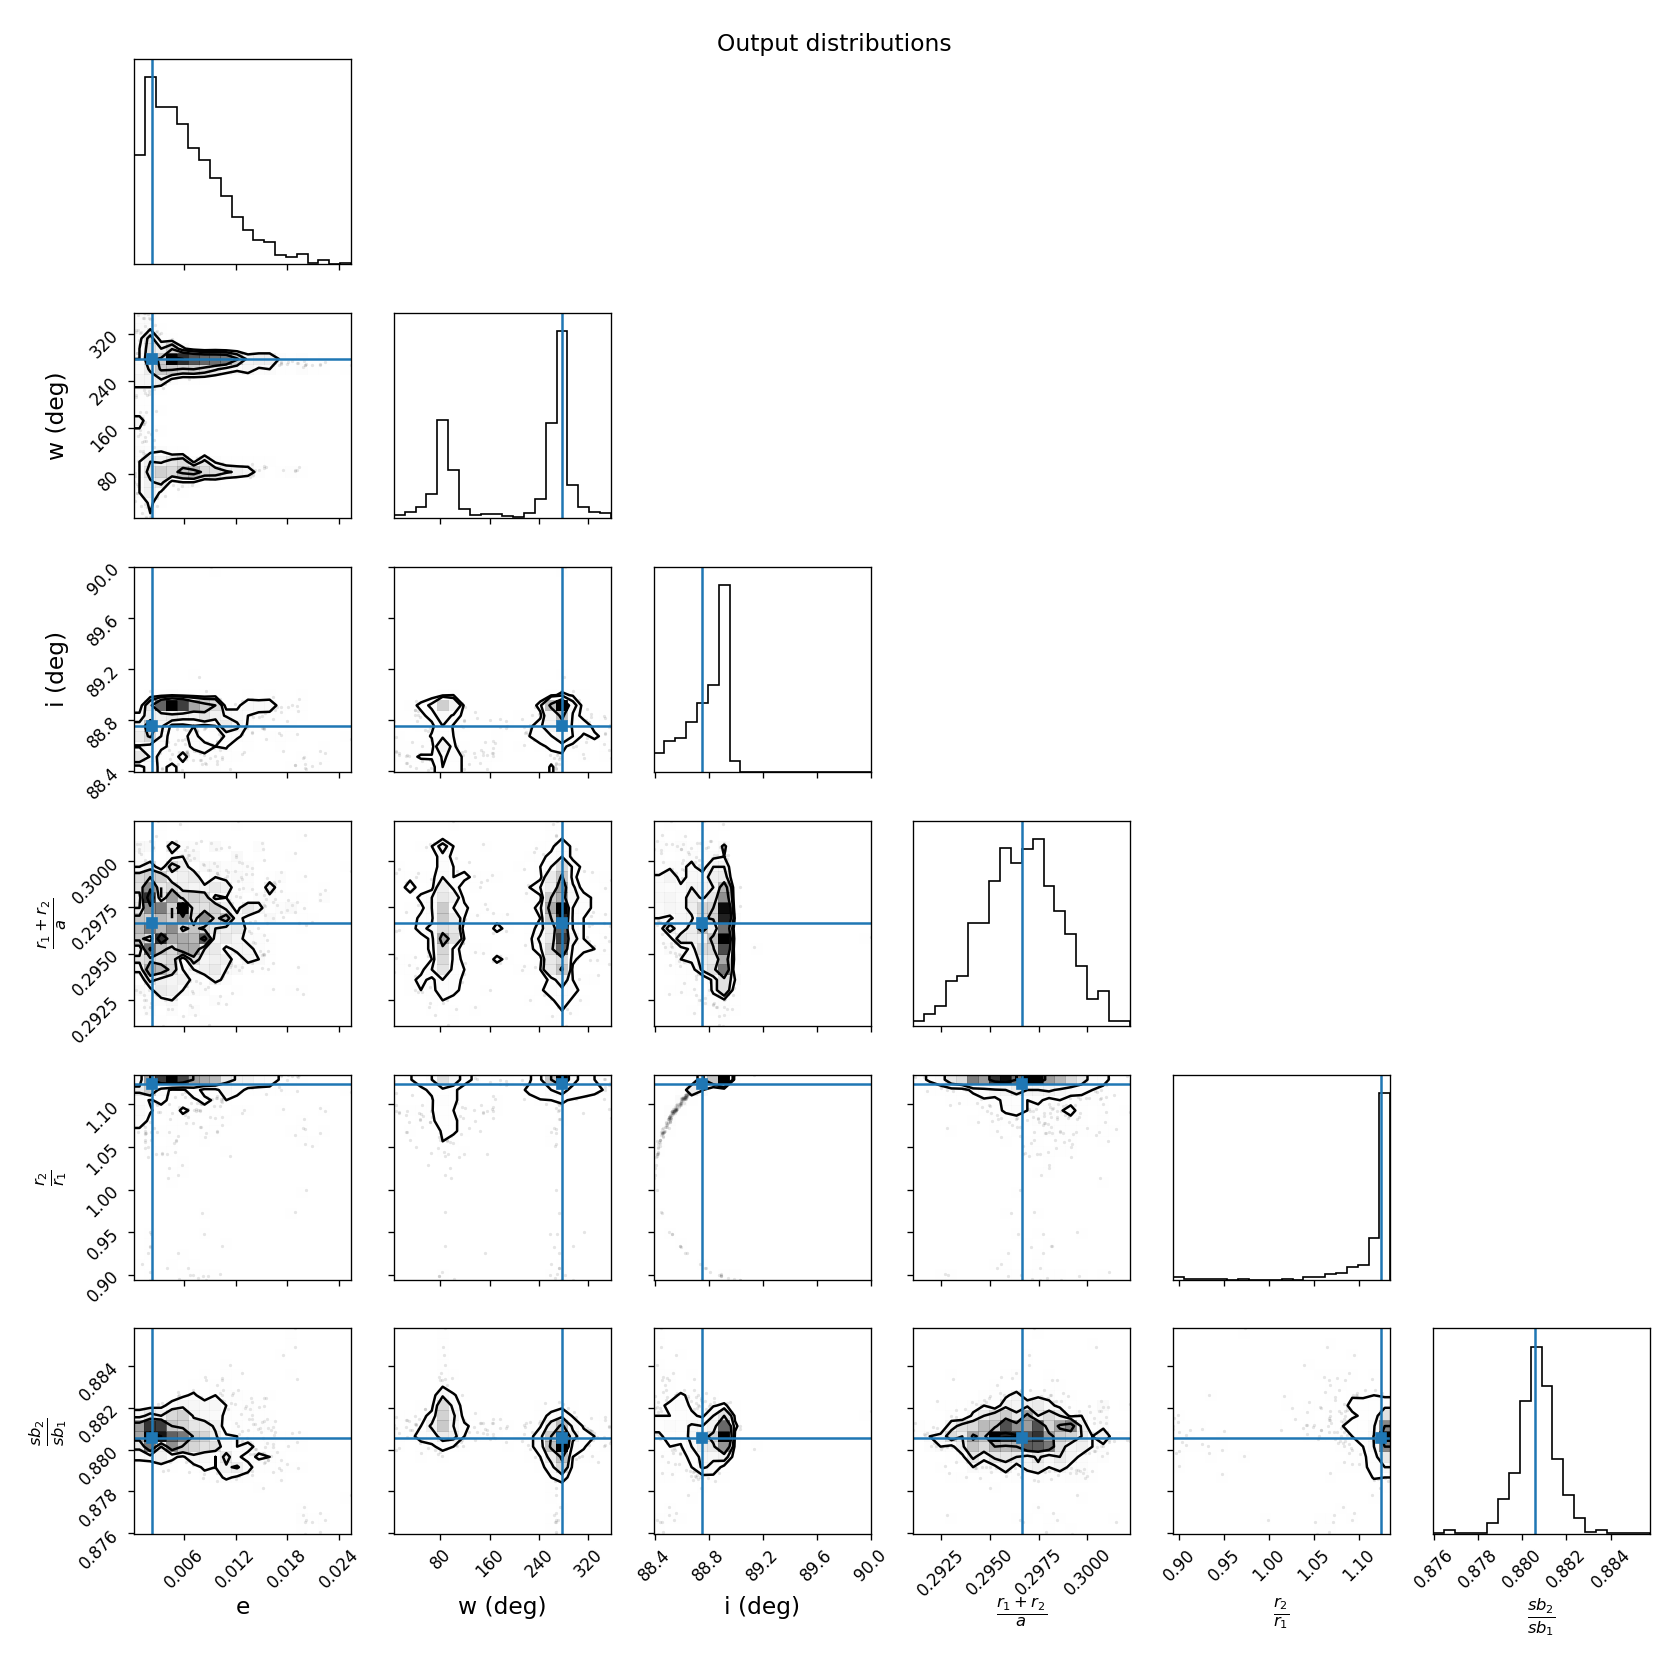 Output distributions
w (deg)
320
240
160
80
i (deg)
90.0
89.6
89.2
88.8
88.4
r₁ + r₂
a
0.3000
0.2975
0.2950
0.2925
r₂
r₁
1.10
1.05
1.00
0.95
0.90
sb₂
sb₁
0.884
0.882
0.880
0.878
0.876
0.006 0.012 0.018 0.024
80 160 240 320
88.4 88.8 89.2 89.6 90.0
0.2925 0.2950 0.2975 0.3000
0.90 0.95 1.00 1.05 1.10
0.876 0.878 0.880 0.882 0.884
e
w (deg)
i (deg)
r₁ + r₂
a
r₂
r₁
sb₂
sb₁